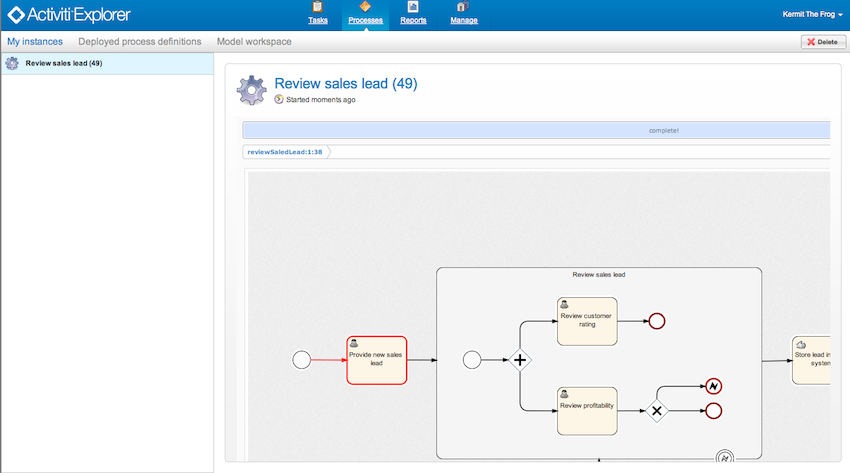 Activiti Explorer
Tasks
Processes
Reports
Manage
Kermit The Frog
My instances
Deployed process definitions
Model workspace
Delete
Review sales lead (49)
Review sales lead (49)
Started moments ago
complete!
reviewSaledLead:1:38
Review sales lead
Review customer
rating
Provide new sales
lead
Store lead in
system
Review profitability